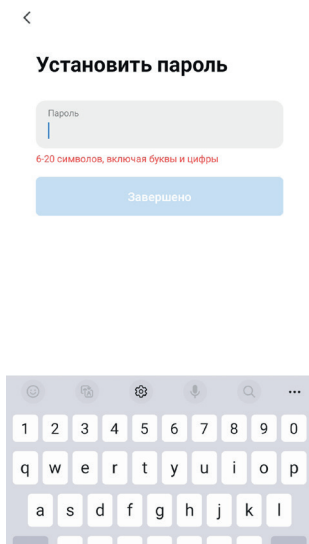 Установить пароль
Пароль
6-20 символов, включая буквы и цифры
Завершено
1 2 3 4 5 6 7 8 9 0
q w e r t y u i o p
a s d f g h j k l